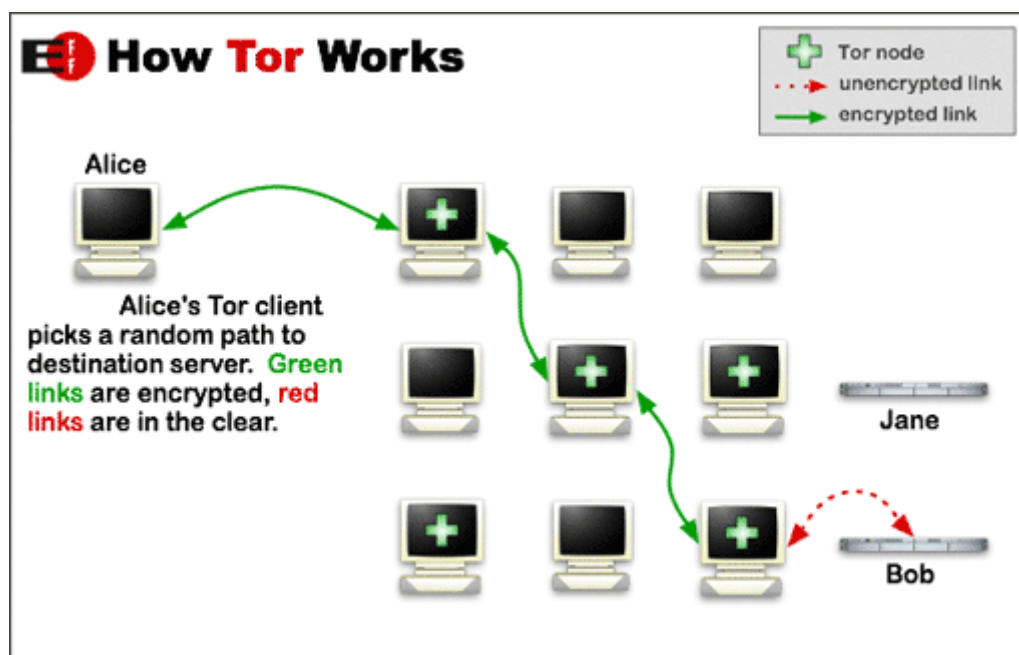 EFF How Tor Works
Tor node
unencrypted link
encrypted link
Alice
Alice's Tor client
picks a random path to
destination server. Green
links are encrypted, red
links are in the clear.
Jane
Bob